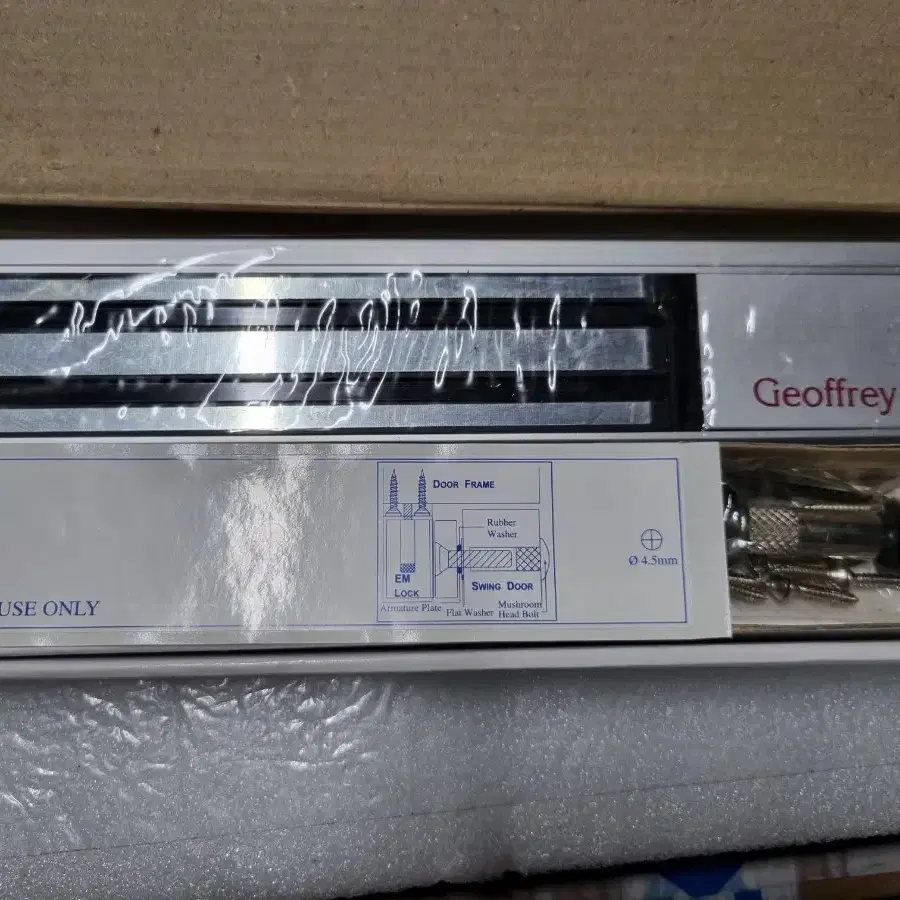 Geoffrey
DOOR FRAME
Rubber
Washer
Ø 4.5mm
EM
LOCK
SWING DOOR
USE ONLY
Armature Plate
Flat Washer
Mushroom
Head Bolt